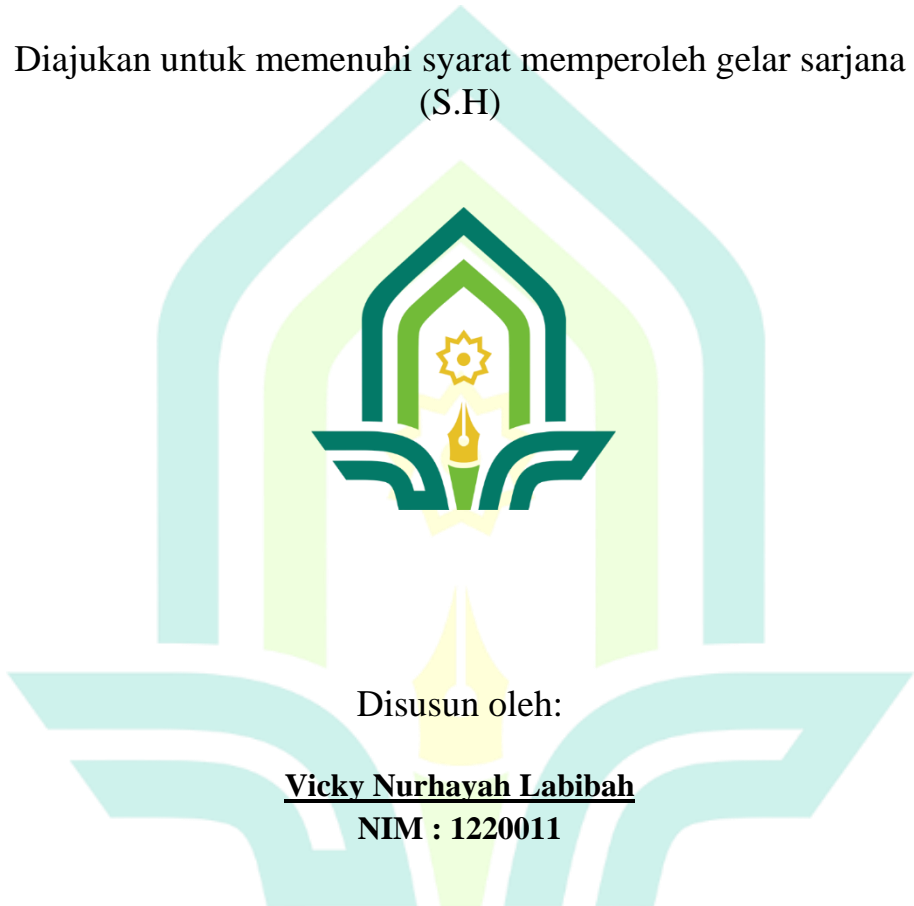 Diajukan untuk memenuhi syarat memperoleh gelar sarjana
(S.H)
Disusun oleh:
Vicky Nurhayah Labibah
NIM : 1220011